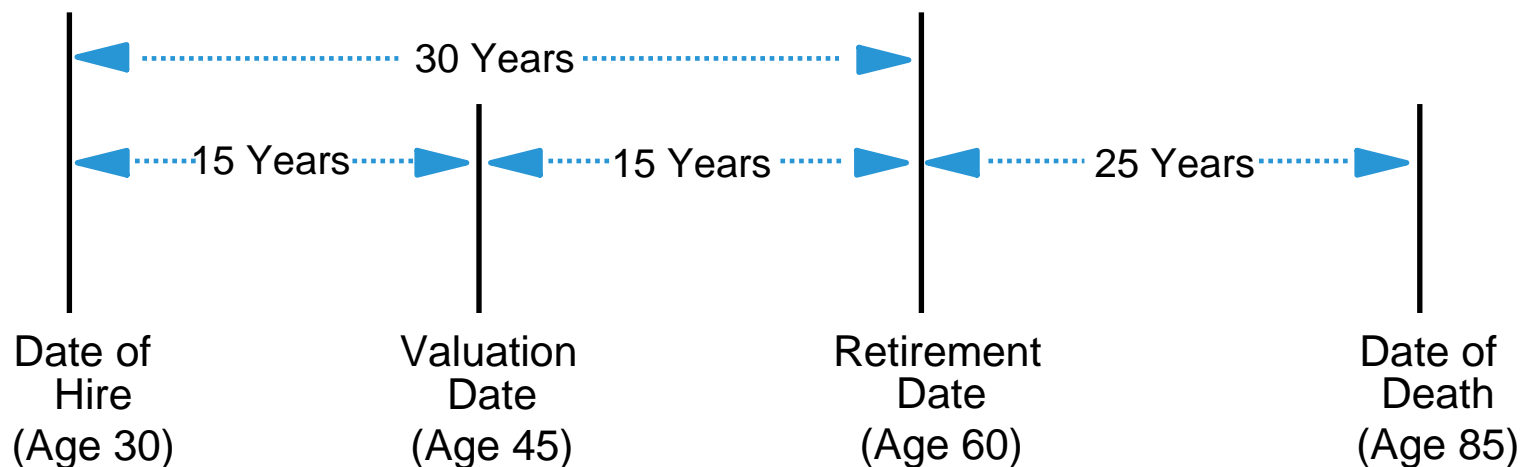 30 Years
15 Years
15 Years
25 Years
Date of
Hire
(Age 30)
Valuation
Date
(Age 45)
Retirement
Date
(Age 60)
Date of
Death
(Age 85)